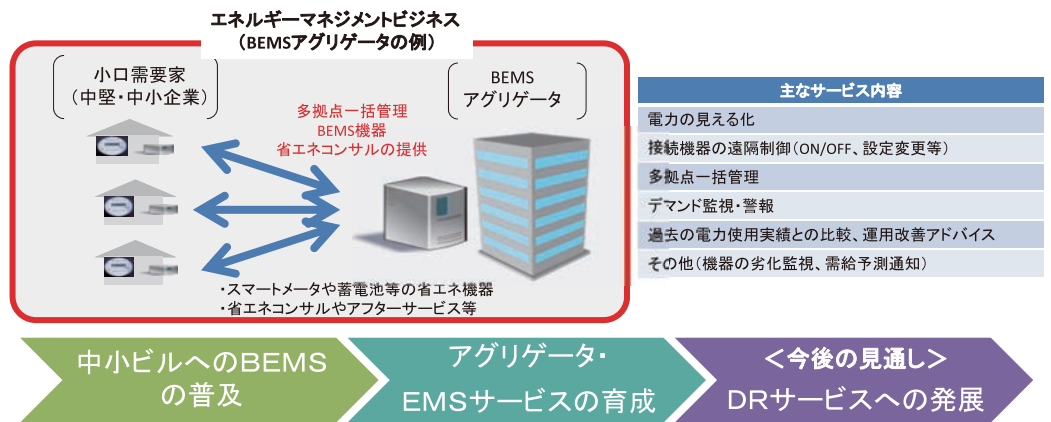 エネルギーマネジメントビジネス
（BEMSアグリゲータの例）
小口需要家
（中堅・中小企業）
BEMS
アグリゲータ
多拠点一括管理
BEMS機器
省エネコンサルの提供
・スマートメータや蓄電池等の省エネ機器
・省エネコンサルやアフターサービス等
主なサービス内容
電力の見える化
接続機器の遠隔制御（ON/OFF、設定変更等）
多拠点一括管理
デマンド監視・警報
過去の電力使用実績との比較、運用改善アドバイス
その他（機器の劣化監視、需給予測通知）
中小ビルへのBEMS
の普及
アグリゲータ・
EMSサービスの育成
＜今後の見通し＞
DRサービスへの発展